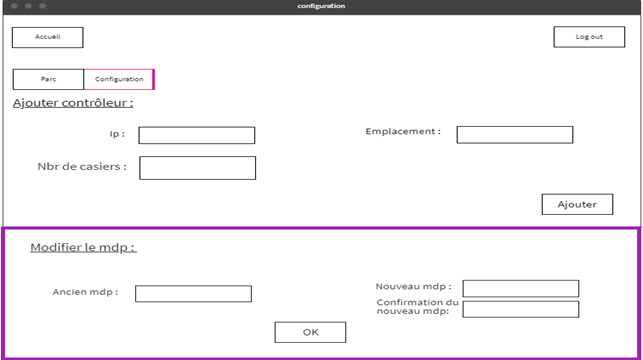 configuration
Accueil
Log out
Parc
Configuration
Ajouter contrôleur :
Ip :
Emplacement :
Nbr de casiers :
Ajouter
Modifier le mdp :
Ancien mdp :
Nouveau mdp :
Confirmation du
nouveau mdp:
OK